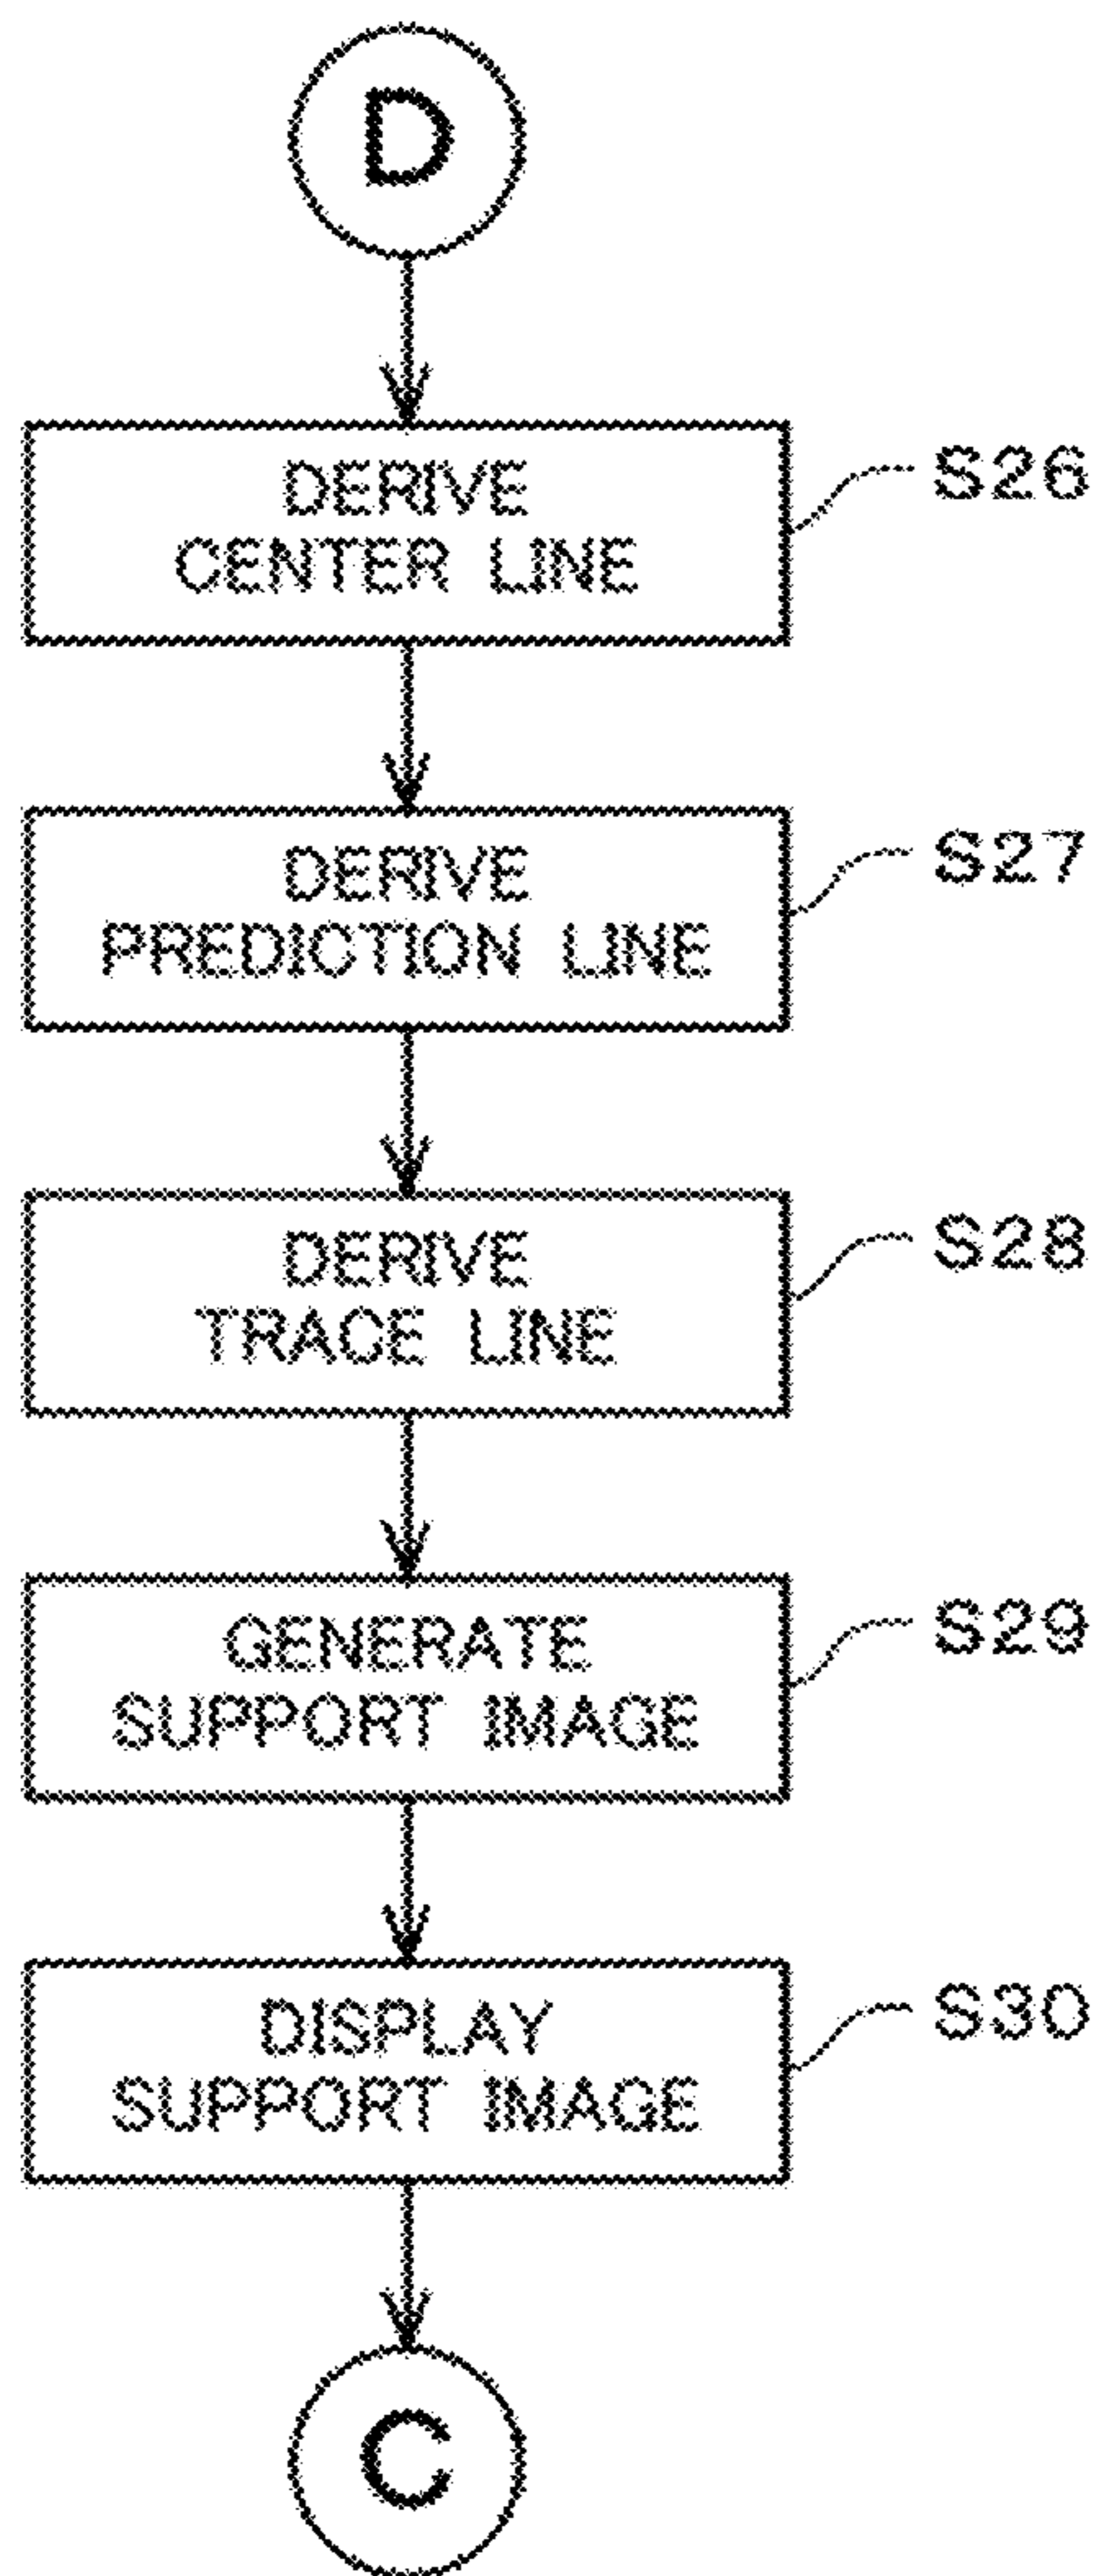 D
DERIVE
CENTER LINE
S26
DERIVE
PREDICTION LINE
S27
DERIVE
TRACE LINE
S28
GENERATE
SUPPORT IMAGE
S29
DISPLAY
SUPPORT IMAGE
S30
C